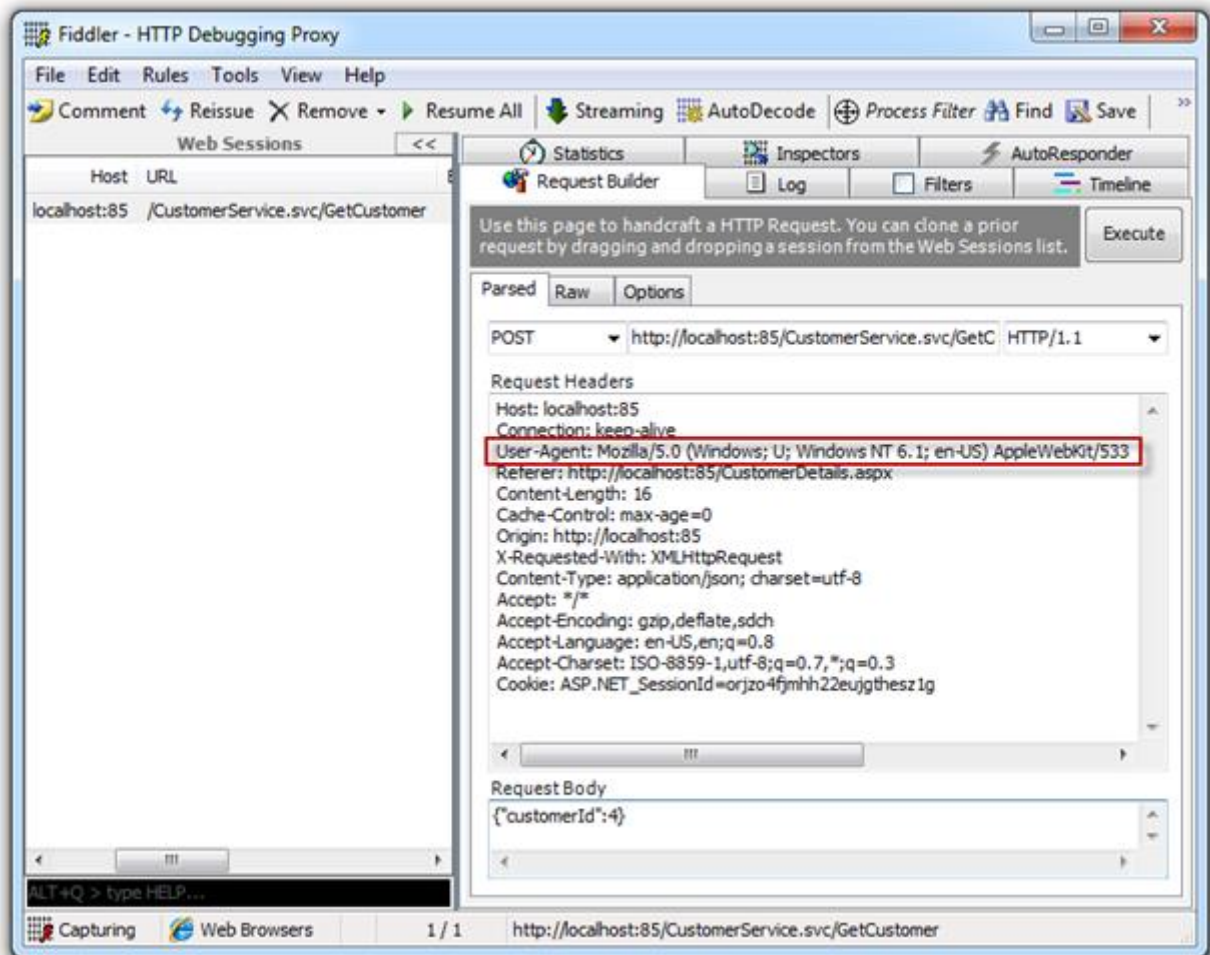 Fiddler - HTTP Debugging Proxy
File Edit Rules Tools View Help
Comment Reissue Remove Resume All Streaming AutoDecode Process Filter Find Save »
Web Sessions <<
Host URL
localhost:85 /CustomerService.svc/GetCustomer
Statistics Inspectors AutoResponder
Request Builder Log Filters Timeline
Use this page to handcraft a HTTP Request. You can clone a prior
request by dragging and dropping a session from the Web Sessions list.
Execute
Parsed Raw Options
POST http://localhost:85/CustomerService.svc/GetC HTTP/1.1
Request Headers
Host: localhost:85
Connection: keep-alive
User-Agent: Mozilla/5.0 (Windows; U; Windows NT 6.1; en-US) AppleWebKit/533
Referer: http://localhost:85/CustomerDetails.aspx
Content-Length: 16
Cache-Control: max-age=0
Origin: http://localhost:85
X-Requested-With: XMLHttpRequest
Content-Type: application/json; charset=utf-8
Accept: */*
Accept-Encoding: gzip,deflate,sdch
Accept-Language: en-US,en;q=0.8
Accept-Charset: ISO-8859-1,utf-8;q=0.7,*;q=0.3
Cookie: ASP.NET_SessionId=orjzo4fjmhh22eujgthesz1g
Request Body
{"customerId":4}
ALT+Q > type HELP...
Capturing Web Browsers 1 / 1 http://localhost:85/CustomerService.svc/GetCustomer